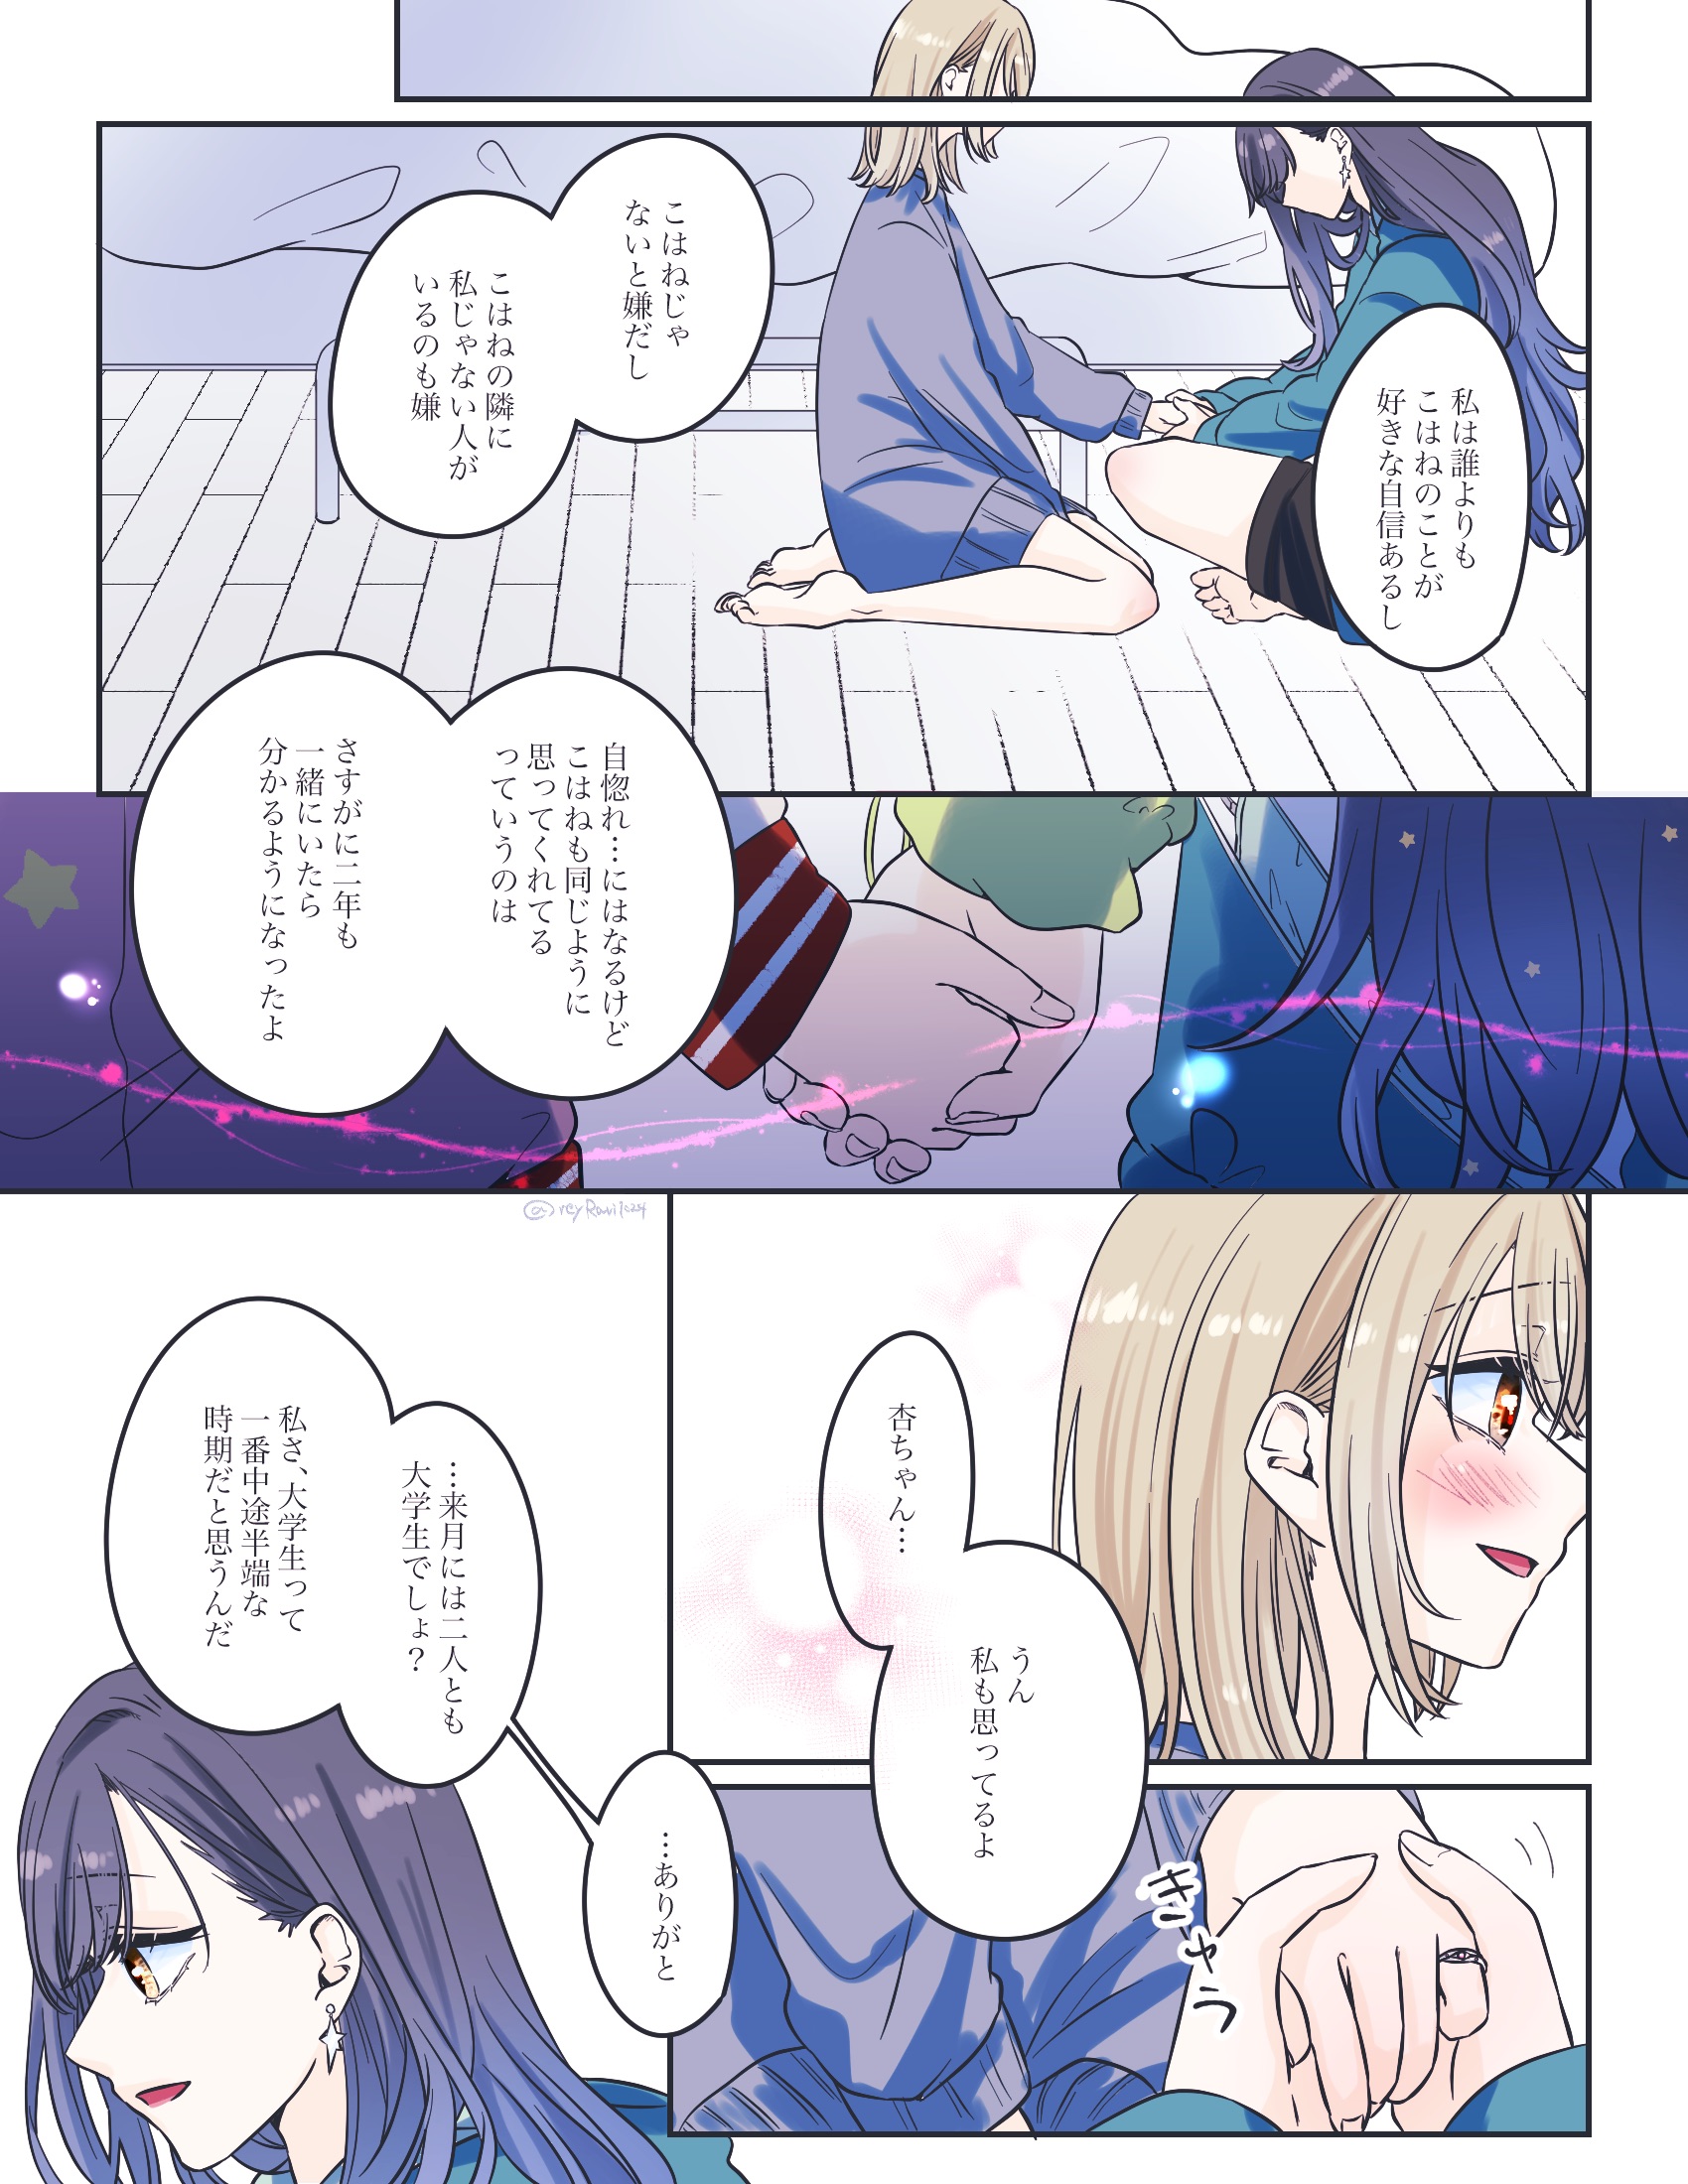 私は誰よりも
こはねのことが
好きな自信あるし
こはねじゃ
ないと嫌だし
こはねの隣に
私じゃない人が
いるのも嫌
自惚れ…にはなるけど
こはねも同じように
思ってくれてる
っていうのは
さすがに二年も
一緒にいたら
分かるようになったよ
杏ちゃん…
うん
私も思ってるよ
きゅう
…ありがと
…来月には二人とも
大学生でしょ？
私さ、大学生って
一番中途半端な
時期だと思うんだ